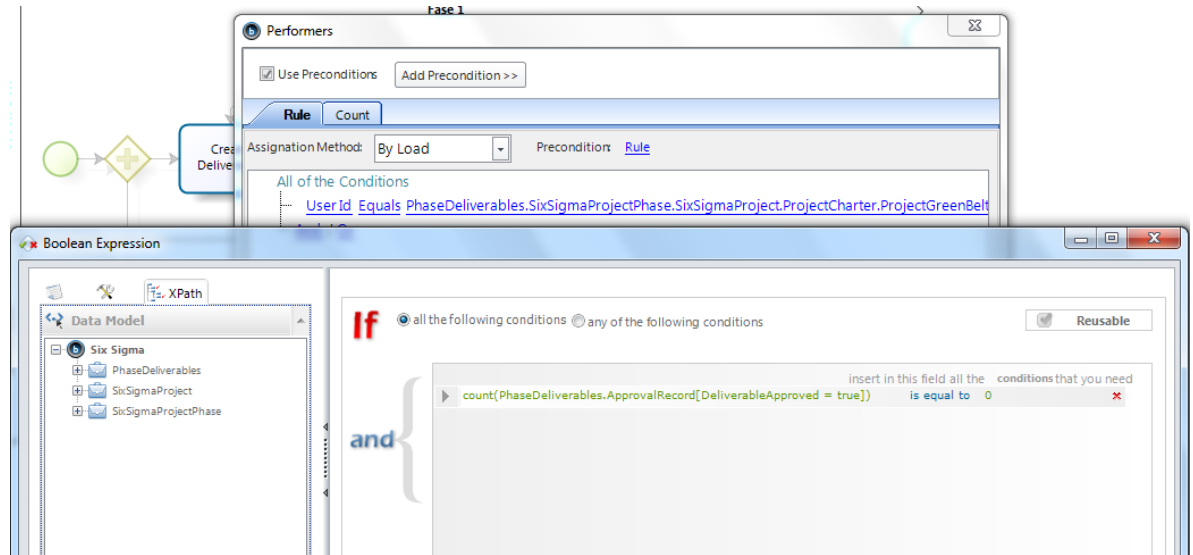 Fase 1
Performers
Use Preconditions
Add Precondition >>
Rule
Count
Crea
Deliver
Assignation Method:
By Load
Precondition:
Rule
All of the Conditions
User Id Equals PhaseDeliverables.SixSigmaProjectPhase.SixSigmaProject.ProjectCharter.ProjectGreenBelt
Boolean Expression
XPath
Data Model
Six Sigma
PhaseDeliverables
SixSigmaProject
SixSigmaProjectPhase
If
all the following conditions
any of the following conditions
Reusable
insert in this field all the conditions that you need
count(PhaseDeliverables.ApprovalRecord[DeliverableApproved = true]) is equal to 0
and